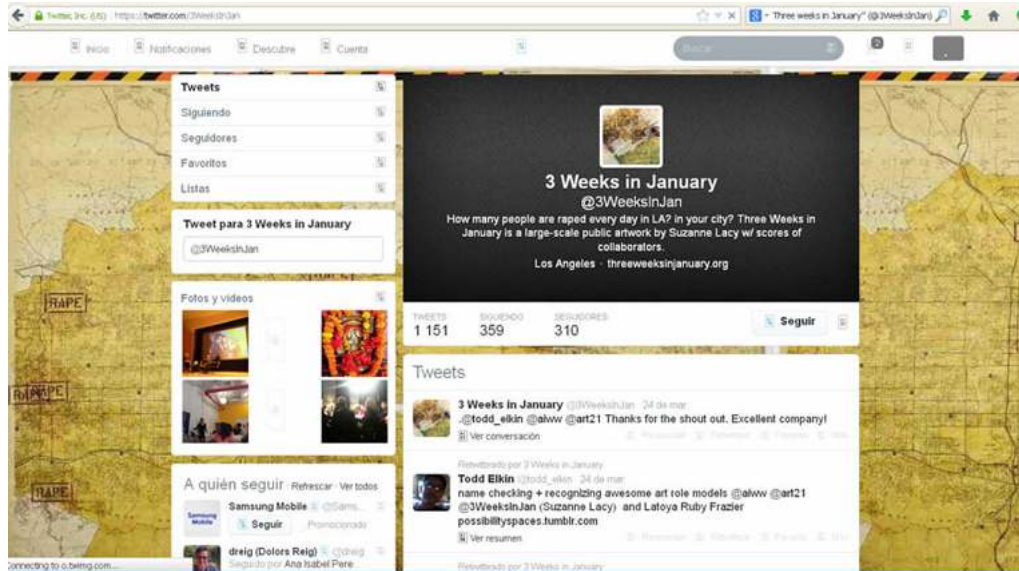 Twitter, Inc. (US) https://twitter.com/3WeeksInJan
Three weeks in January" (@3WeeksInJan)
Inicio Notificaciones Descubre Cuenta
Buscar
2
Tweets
Siguiendo
Seguidores
Favoritos
Listas
Tweet para 3 Weeks in January
@3WeeksInJan
Fotos y vídeos
3 Weeks in January
@3WeeksInJan
How many people are raped every day in LA? in your city? Three Weeks in
January is a large-scale public artwork by Suzanne Lacy w/ scores of
collaborators.
Los Angeles · threeweeksinjanuary.org
TWEETS SIGUIENDO SEGUIDORES
1 151 359 310
Seguir
Tweets
3 Weeks in January @3WeeksInJan · 24 de mar.
.@todd_elkin @aiww @art21 Thanks for the shout out. Excellent company!
Ver conversación
Retwitteado por 3 Weeks in January
Todd Elkin @todd_elkin · 24 de mar.
name checking + recognizing awesome art role models @aiww @art21
@3WeeksInJan (Suzanne Lacy) and Latoya Ruby Frazier
possibilityspaces.tumblr.com
Ver resumen
Retwitteado por 3 Weeks in January
A quién seguir · Refrescar · Ver todos
Samsung Mobile @Sams...
Samsung
Mobile
Seguir
Promocionado
dreig (Dolors Reig) @dreig
Seguido por Ana Isabel Pere
RAPE
RAPE
RAPE
Connecting to o.twimg.com...